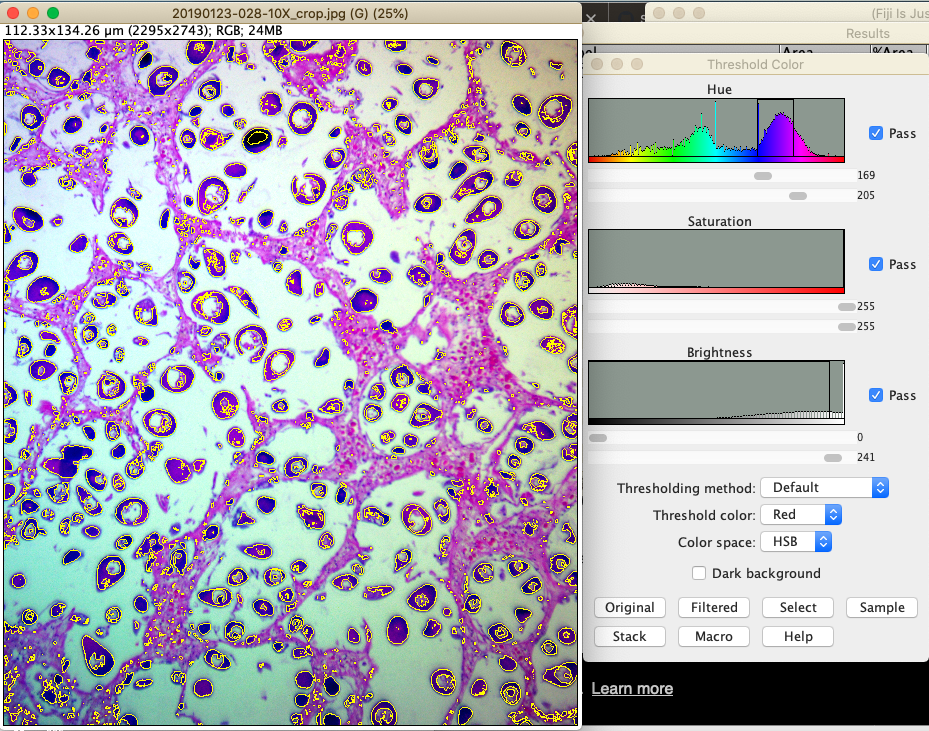 20190123-028-10X_crop.jpg (G) (25%)
112.33x134.26 µm (2295x2743); RGB; 24MB
(Fiji Is Jus
Results
Area
%Area
Threshold Color
Hue
Pass
169
205
Saturation
Pass
255
255
Brightness
Pass
0
241
Thresholding method: Default
Threshold color: Red
Color space: HSB
Dark background
Original Filtered Select Sample
Stack Macro Help
Learn more